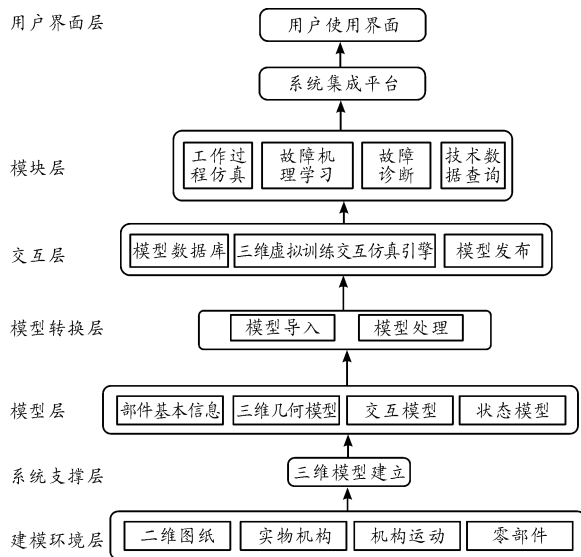 用户界面层
用户使用界面
系统集成平台
模块层
工作过
程仿真
故障机
理学习
故障
诊断
技术数
据查询
交互层
模型数据库
三维虚拟训练交互仿真引擎
模型发布
模型转换层
模型导入
模型处理
模型层
部件基本信息
三维几何模型
交互模型
状态模型
系统支撑层
三维模型建立
建模环境层
二维图纸
实物机构
机构运动
零部件